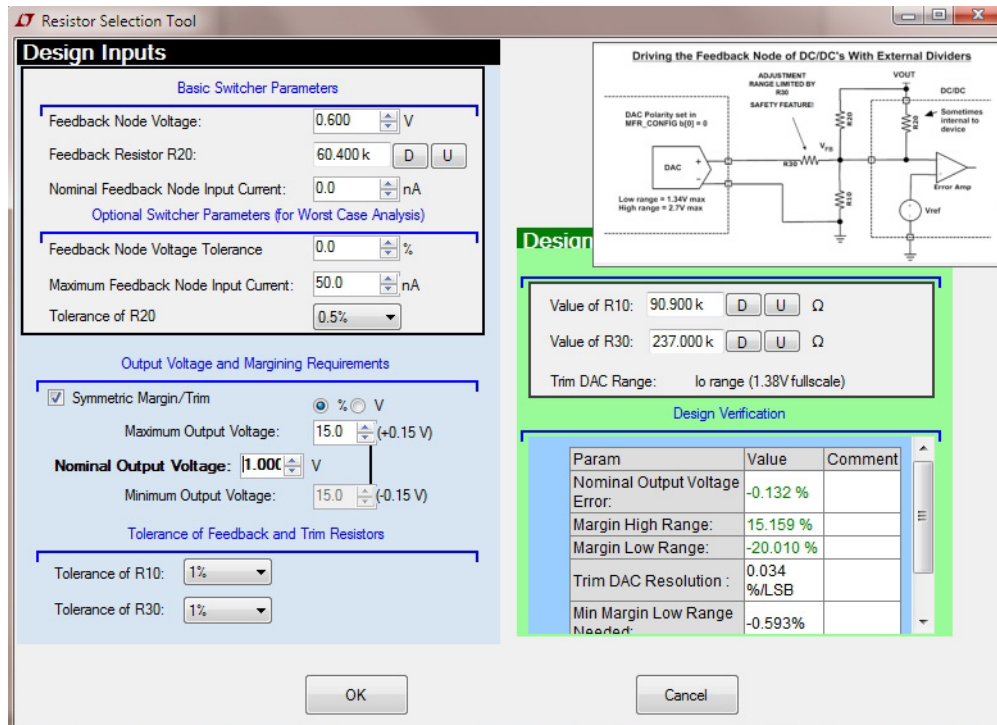 Resistor Selection Tool
Design Inputs
Basic Switcher Parameters
Feedback Node Voltage: 0.600 V
Feedback Resistor R20: 60.400 k D U
Nominal Feedback Node Input Current: 0.0 nA
Optional Switcher Parameters (for Worst Case Analysis)
Feedback Node Voltage Tolerance 0.0 %
Maximum Feedback Node Input Current: 50.0 nA
Tolerance of R20 0.5%
Output Voltage and Margining Requirements
Symmetric Margin/Trim % V
Maximum Output Voltage: 15.0 (+0.15 V)
Nominal Output Voltage: 1.000 V
Minimum Output Voltage: 15.0 (-0.15 V)
Tolerance of Feedback and Trim Resistors
Tolerance of R10: 1%
Tolerance of R30: 1%
Driving the Feedback Node of DC/DC's With External Dividers
ADJUSTMENT
RANGE LIMITED BY
R30
SAFETY FEATURE!
VOUT
DC/DC
DAC Polarity set in
MFR_CONFIG b[0] = 0
R20
R20
Sometimes
internal to
device
VFB
DAC
+
–
R30
R10
Error Amp
Low range = 1.34V max
High range = 2.7V max
Vref
Design
Value of R10: 90.900 k D U Ω
Value of R30: 237.000 k D U Ω
Trim DAC Range: lo range (1.38V fullscale)
Design Verification
Param Value Comment
Nominal Output Voltage
Error: -0.132 %
Margin High Range: 15.159 %
Margin Low Range: -20.010 %
Trim DAC Resolution : 0.034
%/LSB
Min Margin Low Range
Needed: -0.593%
OK
Cancel